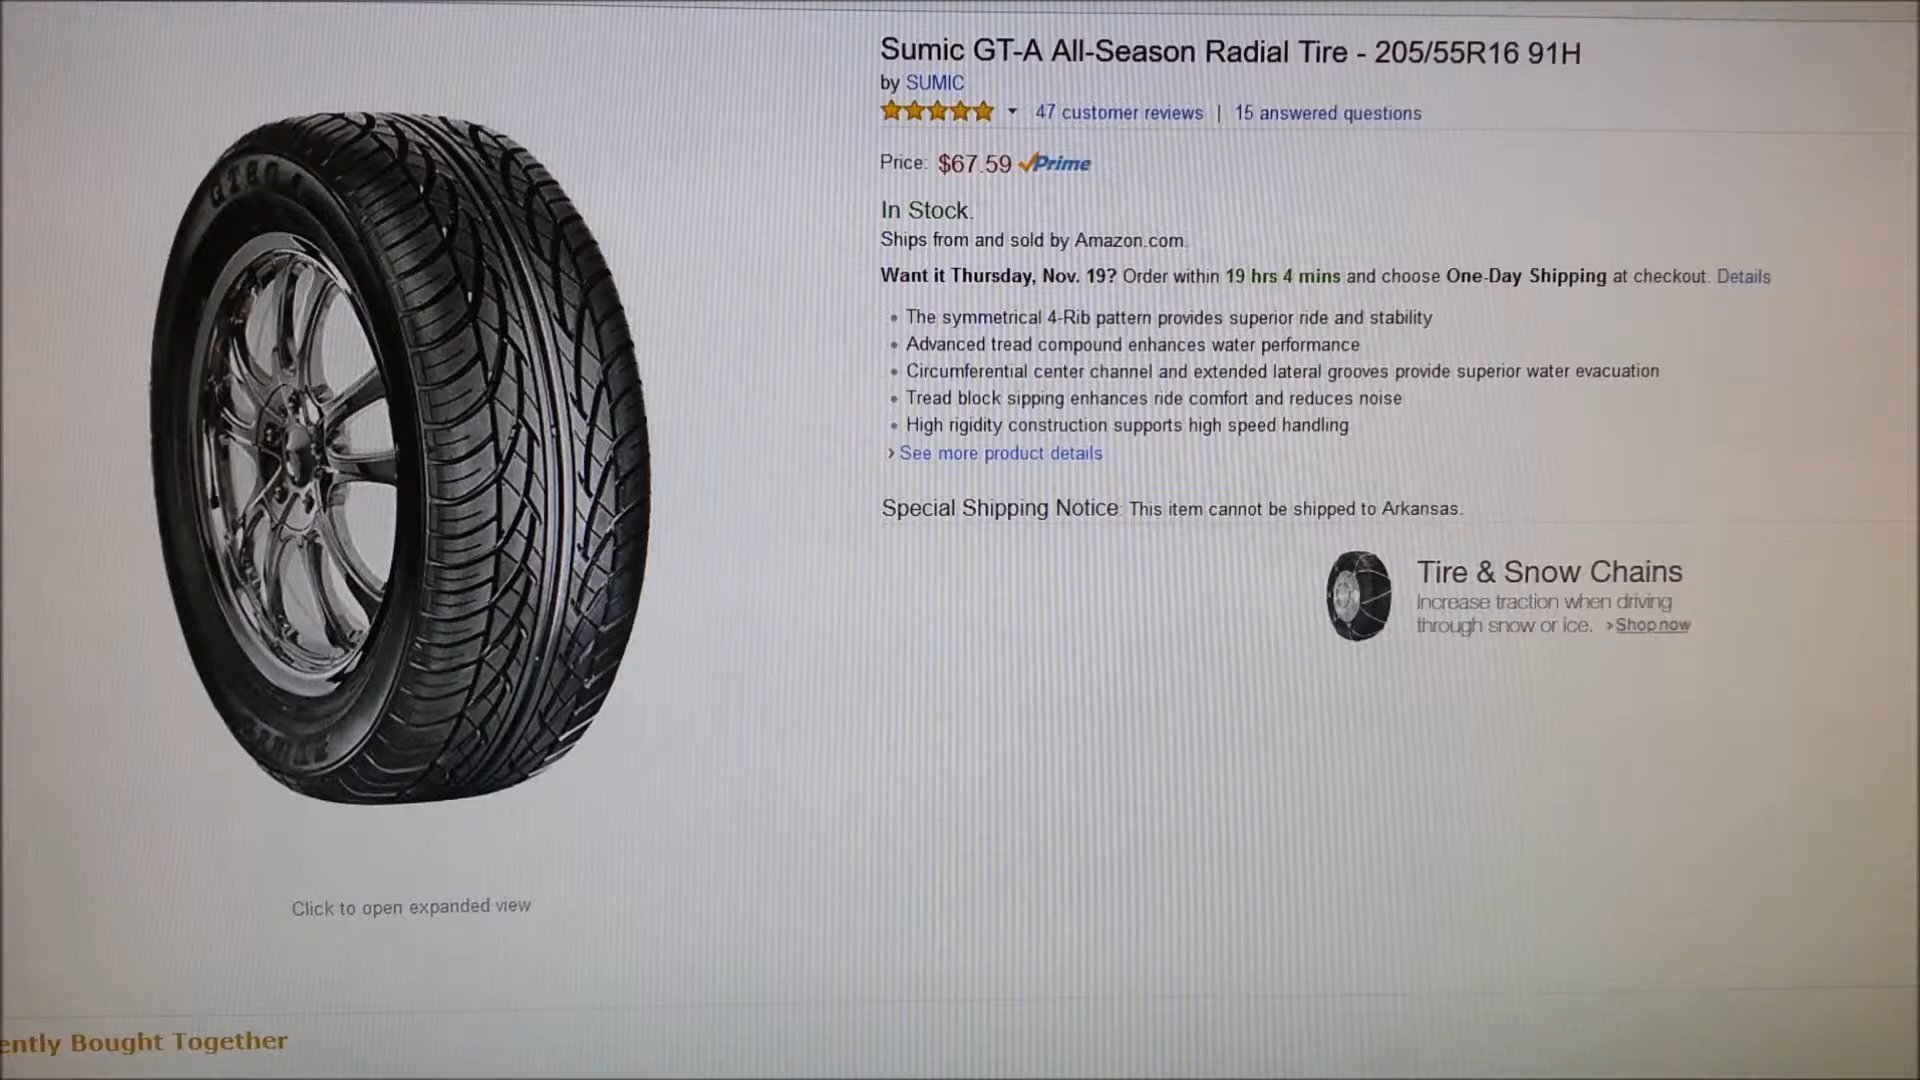 Sumic GT-A All-Season Radial Tire - 205/55R16 91H
by SUMIC
47 customer reviews | 15 answered questions
Price: $67.59 Prime
In Stock.
Ships from and sold by Amazon.com.
Want it Thursday, Nov. 19? Order within 19 hrs 4 mins and choose One-Day Shipping at checkout. Details
• The symmetrical 4-Rib pattern provides superior ride and stability
• Advanced tread compound enhances water performance
• Circumferential center channel and extended lateral grooves provide superior water evacuation
• Tread block sipping enhances ride comfort and reduces noise
• High rigidity construction supports high speed handling
› See more product details
Special Shipping Notice: This item cannot be shipped to Arkansas.
Tire & Snow Chains
Increase traction when driving
through snow or ice. › Shop now
Click to open expanded view
ently Bought Together